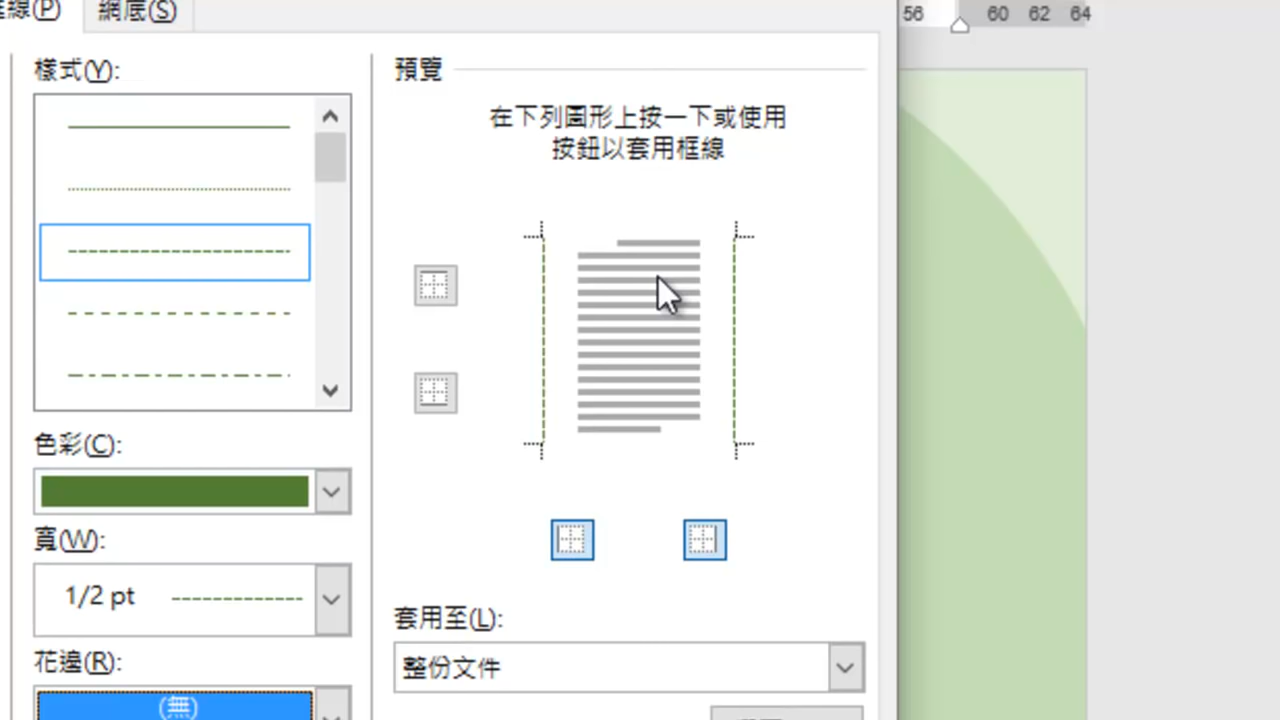 框線(P)
網底(S)
56 60 62 64
樣式(Y):
預覽
在下列圖形上按一下或使用
按鈕以套用框線
色彩(C):
寬(W):
1/2 pt
套用至(L):
整份文件
花邊(R):
(無)